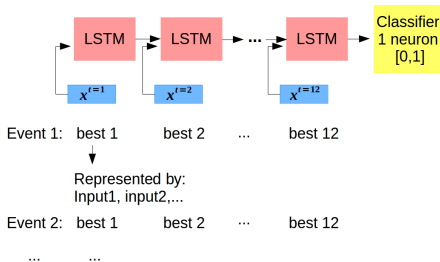 LSTM LSTM ... LSTM
Classifier
1 neuron
[0,1]
x^{t=1} x^{t=2} x^{t=12}
Event 1: best 1 best 2 ... best 12
Represented by:
Input1, input2,...
Event 2: best 1 best 2 ... best 12
... ...